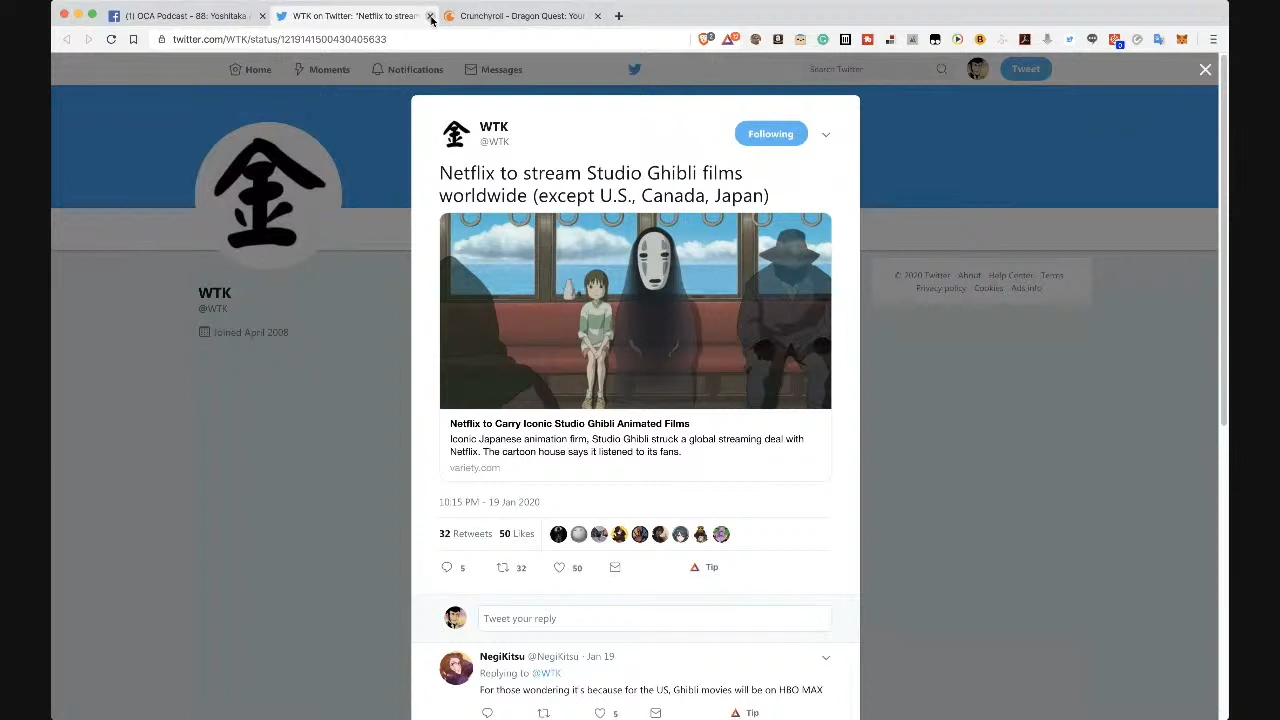 (1) OCA Podcast - 88: Yoshitaka
WTK on Twitter: "Netflix to stream
Crunchyroll - Dragon Quest: Your
twitter.com/WTK/status/1219141500430405633
Home
Moments
Notifications
Messages
Search Twitter
Tweet
金
WTK
@WTK
Joined April 2008
金
WTK
@WTK
Following
Netflix to stream Studio Ghibli films
worldwide (except U.S., Canada, Japan)
Netflix to Carry Iconic Studio Ghibli Animated Films
Iconic Japanese animation firm, Studio Ghibli struck a global streaming deal with
Netflix. The cartoon house says it listened to its fans.
variety.com
10:15 PM - 19 Jan 2020
32 Retweets 50 Likes
5 32 50 Tip
Tweet your reply
NegiKitsu @NegiKitsu · Jan 19
Replying to @WTK
For those wondering it's because for the US, Ghibli movies will be on HBO MAX
5 Tip
© 2020 Twitter About Help Center Terms
Privacy policy Cookies Ads info